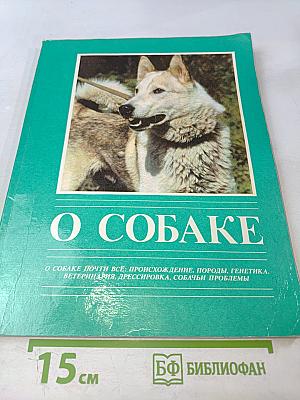 О СОБАКЕ
О СОБАКЕ ПОЧТИ ВСЁ: ПРОИСХОЖДЕНИЕ, ПОРОДЫ, ГЕНЕТИКА,
ВЕТЕРИНАРИЯ, ДРЕССИРОВКА, СОБАЧЬИ ПРОБЛЕМЫ
15 см
БФ БИБЛИОФАН